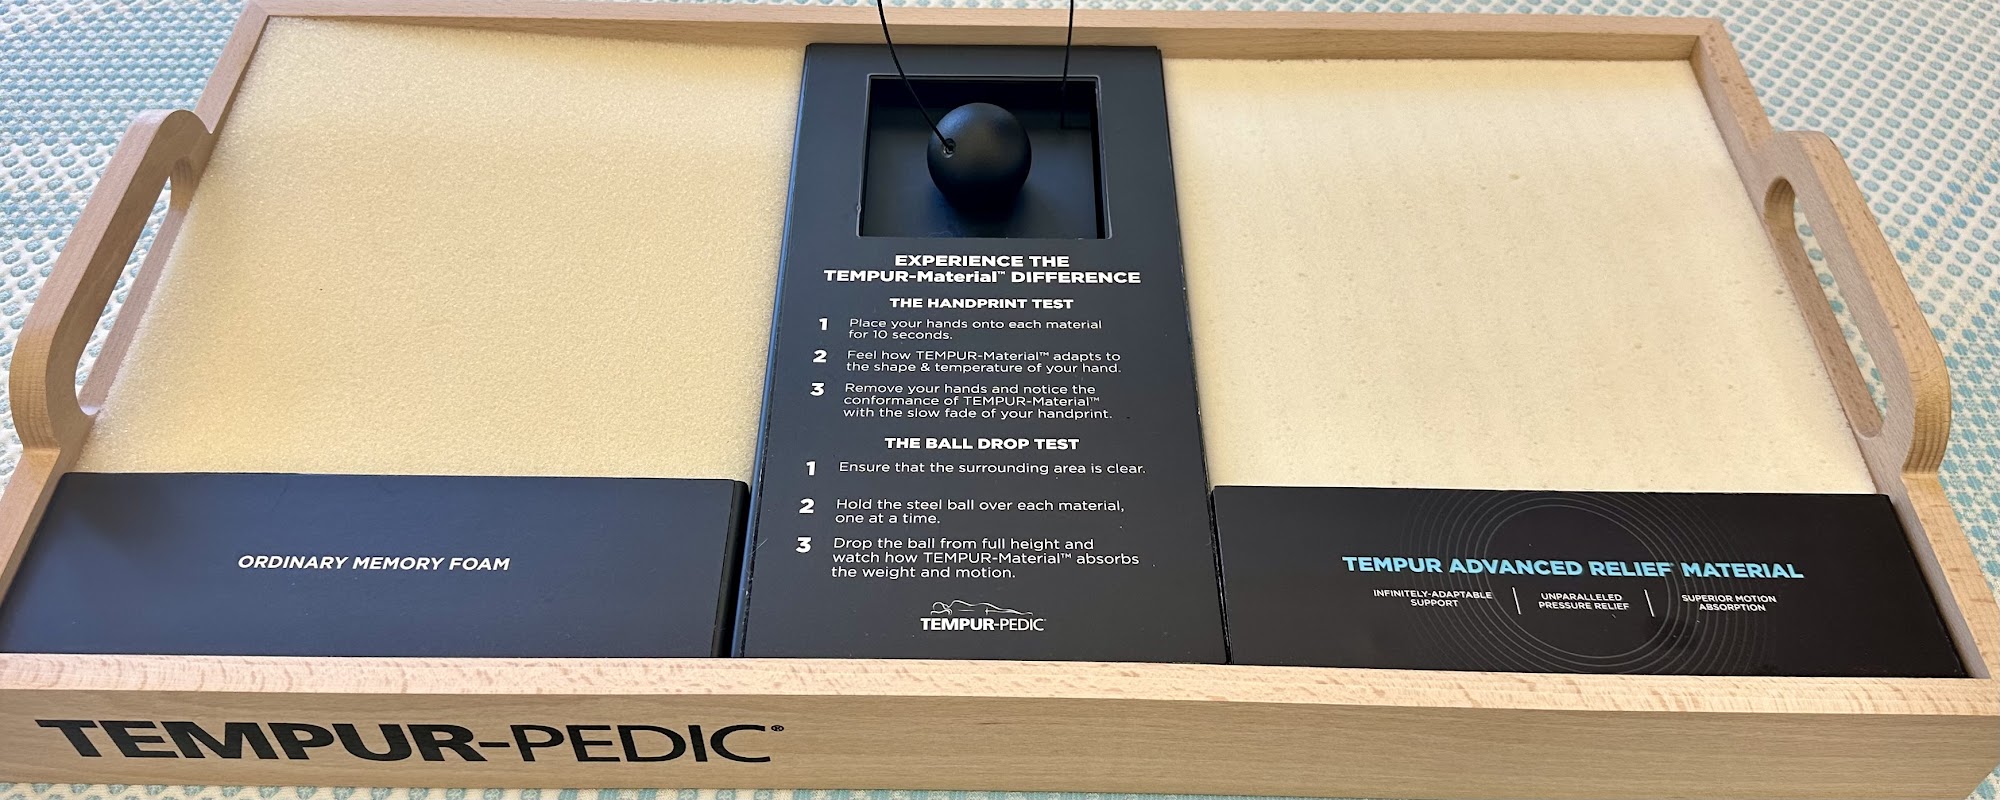 EXPERIENCE THE
TEMPUR-Material™ DIFFERENCE
THE HANDPRINT TEST
1 Place your hands onto each material
for 10 seconds.
2 Feel how TEMPUR-Material™ adapts to
the shape & temperature of your hand.
3 Remove your hands and notice the
conformance of TEMPUR-Material™
with the slow fade of your handprint.
THE BALL DROP TEST
1 Ensure that the surrounding area is clear.
2 Hold the steel ball over each material,
one at a time.
3 Drop the ball from full height and
watch how TEMPUR-Material™ absorbs
the weight and motion.
TEMPUR-PEDIC
ORDINARY MEMORY FOAM
TEMPUR ADVANCED RELIEF MATERIAL
INFINITELY-ADAPTABLE
SUPPORT
UNPARALLELED
PRESSURE RELIEF
SUPERIOR MOTION
ABSORPTION
TEMPUR-PEDIC®